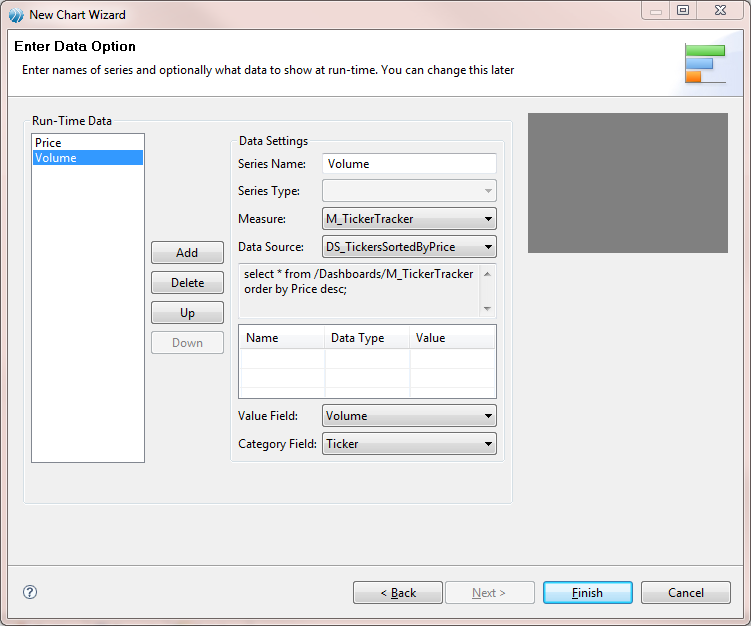 New Chart Wizard
Enter Data Option
Enter names of series and optionally what data to show at run-time. You can change this later
Run-Time Data
Price
Volume
Add
Delete
Up
Down
Data Settings
Series Name: Volume
Series Type:
Measure: M_TickerTracker
Data Source: DS_TickersSortedByPrice
select * from /Dashboards/M_TickerTracker
order by Price desc;
Name Data Type Value
Value Field: Volume
Category Field: Ticker
? < Back Next > Finish Cancel